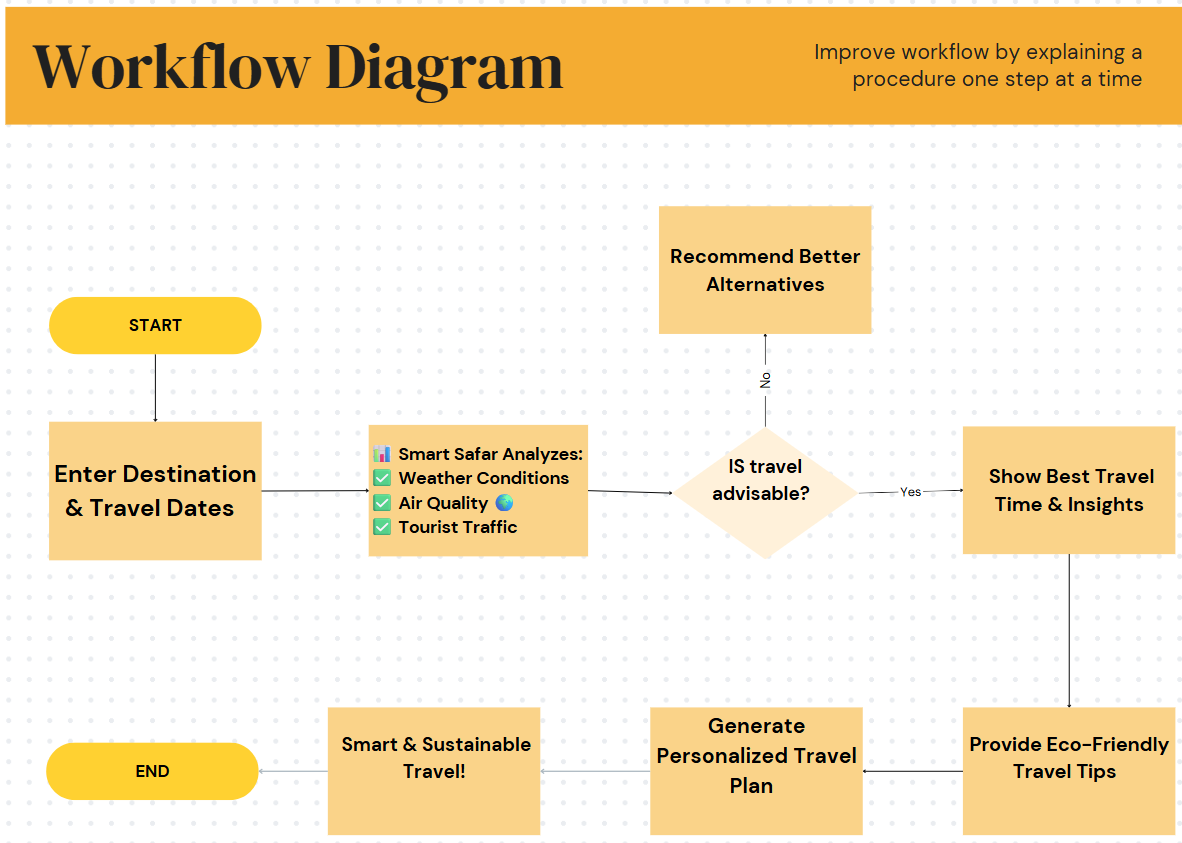 Workflow Diagram
Improve workflow by explaining a
procedure one step at a time
Recommend Better
Alternatives
START
No
Enter Destination
& Travel Dates
📊 Smart Safar Analyzes:
✅ Weather Conditions
✅ Air Quality 🌍
✅ Tourist Traffic
IS travel
advisable?
Yes
Show Best Travel
Time & Insights
Provide Eco-Friendly
Travel Tips
Generate
Personalized Travel
Plan
Smart & Sustainable
Travel!
END